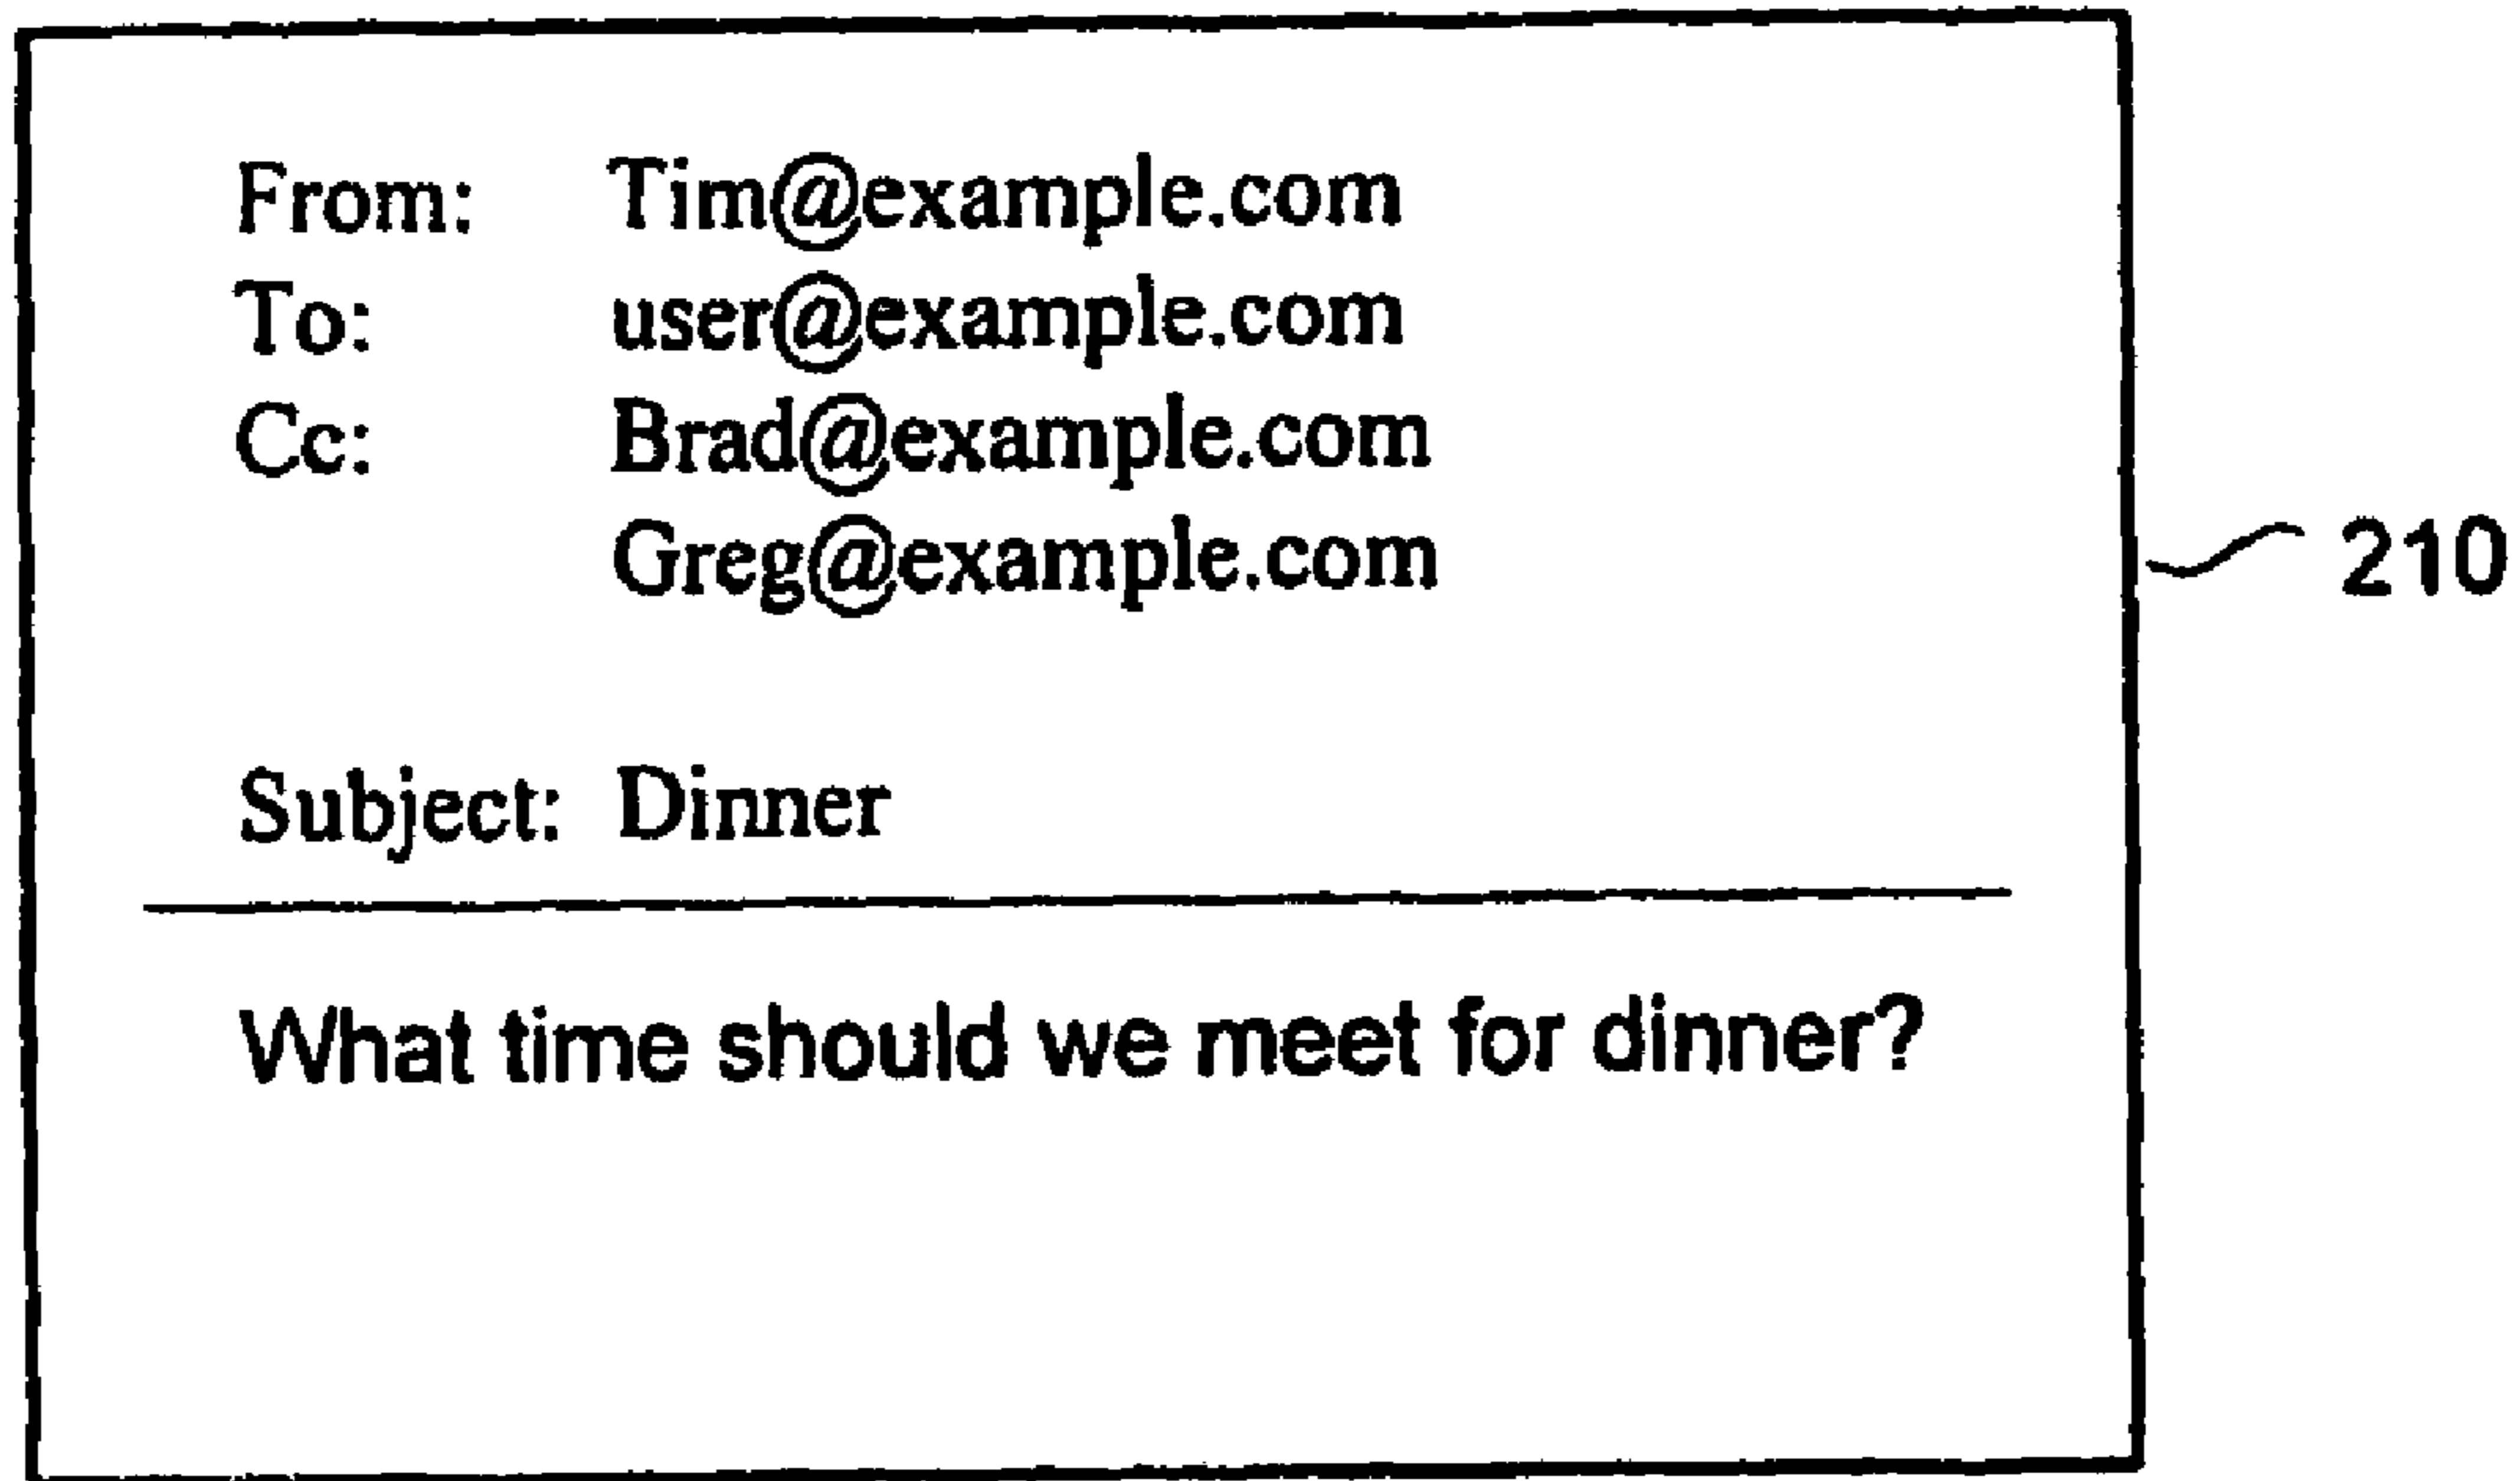 From: Tim@example.com
To: user@example.com
Cc: Brad@example.com
Greg@example.com
210
Subject: Dinner
What time should we meet for dinner?